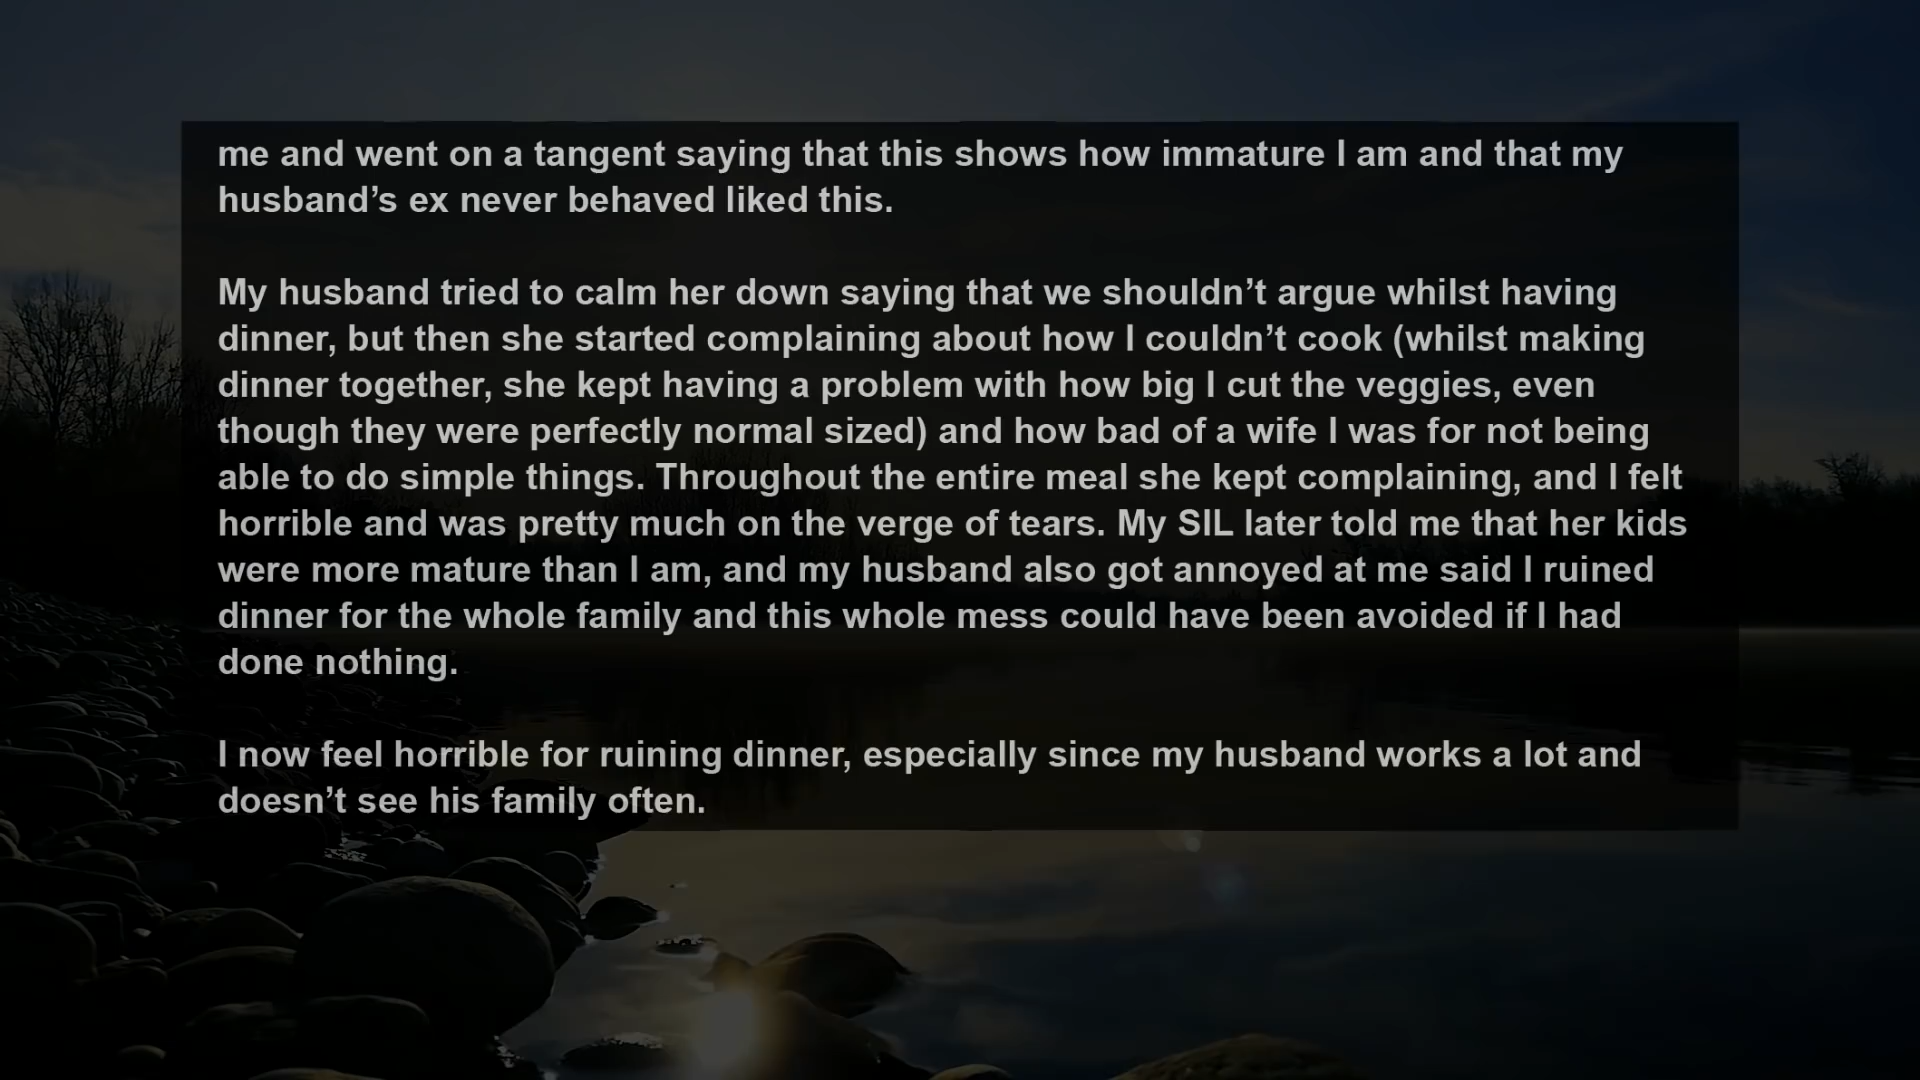 me and went on a tangent saying that this shows how immature I am and that my
husband’s ex never behaved liked this.
My husband tried to calm her down saying that we shouldn’t argue whilst having
dinner, but then she started complaining about how I couldn’t cook (whilst making
dinner together, she kept having a problem with how big I cut the veggies, even
though they were perfectly normal sized) and how bad of a wife I was for not being
able to do simple things. Throughout the entire meal she kept complaining, and I felt
horrible and was pretty much on the verge of tears. My SIL later told me that her kids
were more mature than I am, and my husband also got annoyed at me said I ruined
dinner for the whole family and this whole mess could have been avoided if I had
done nothing.
I now feel horrible for ruining dinner, especially since my husband works a lot and
doesn’t see his family often.